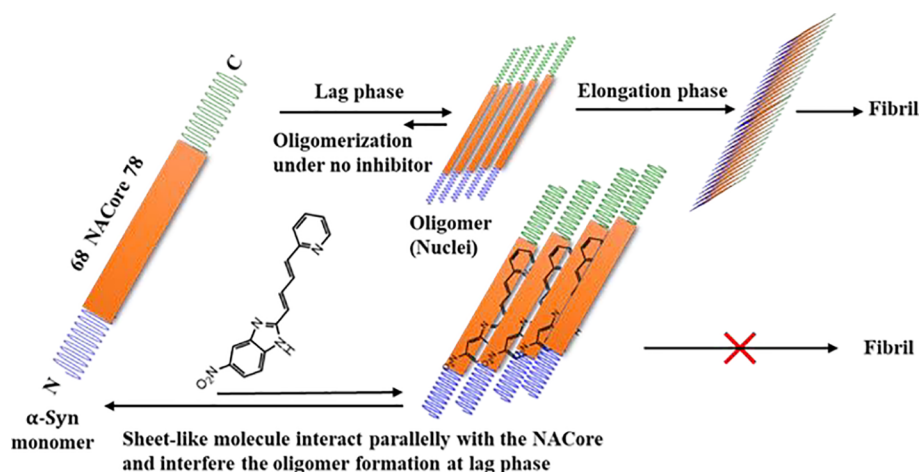 C
Lag phase
Elongation phase
Fibril
Oligomerization
under no inhibitor
68 NACore 78
Oligomer
(Nuclei)
N
N
N
H
O₂N
O₂N
Fibril
N
α-Syn
monomer
Sheet-like molecule interact parallelly with the NACore
and interfere the oligomer formation at lag phase